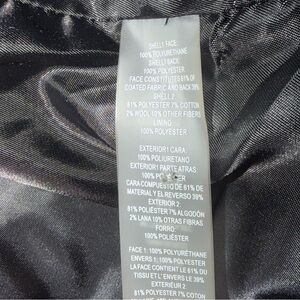 SHELL1 FACE:
100% POLYURETHANE
SHELL1 BACK:
100% POLYESTER
FACE CONSTITUTES 61% OF
COATED FABRIC AND BACK 39%
SHELL 2:
81% POLYESTER 7% COTTON
2% WOOL 10% OTHER FIBERS
LINING:
100% POLYESTER
EXTERIOR1 CARA:
100% POLIURETANO
EXTERIOR1 PARTE ATRAS:
100%
CARA COMPUESTO DE 61% DE
MATERIAL Y EL REVERSO 39%
EXTERIOR 2:
81% POLIÉSTER 7% ALGODÓN
2% LANA 10% OTRAS FIBRAS
FORRO:
100% POLIÉSTER
FACE 1: 100% POLYURÉTHANE
ENVERS 1: 100% POLYESTER
LA FACE CONTIENT LE 61% DU
TISSU ET L'ENVERS LE 39%.
EXTÉRIEUR 2:
81% POLYESTER 7% COTON